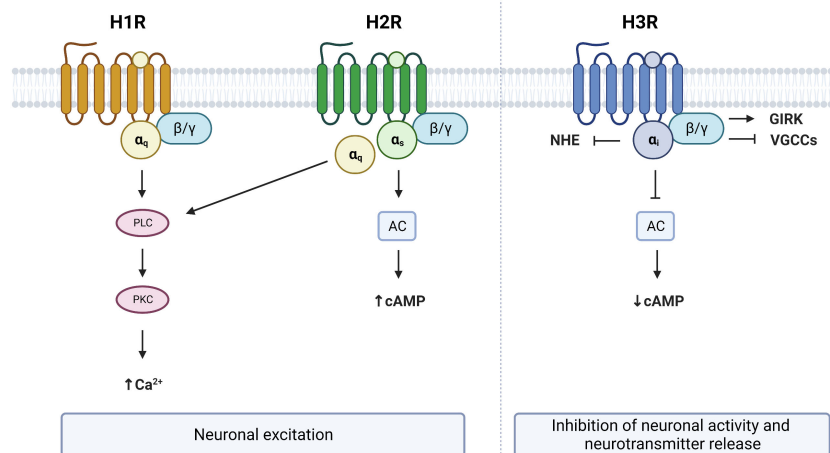 H1R
H2R
H3R
β/γ
αq
β/γ
αs
αq
β/γ
αi
GIRK
VGCCs
NHE
PLC
AC
AC
PKC
↑cAMP
↓cAMP
↑Ca²⁺
Neuronal excitation
Inhibition of neuronal activity and
neurotransmitter release